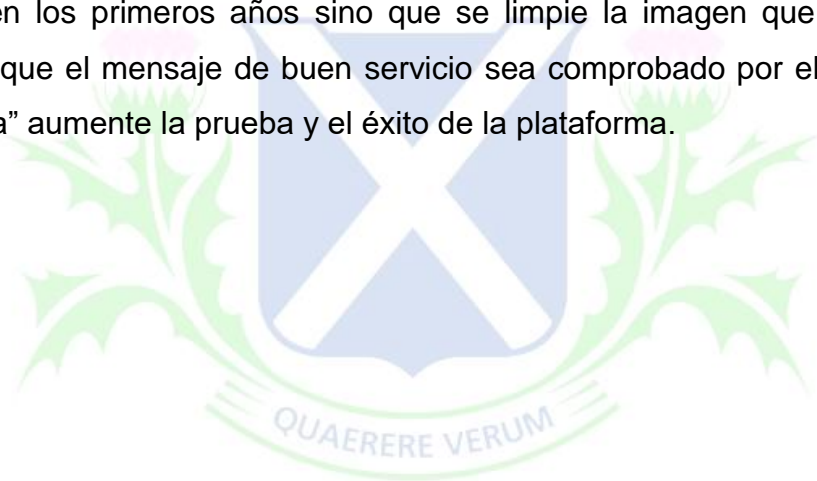 en los primeros años sino que se limpie la imagen que
que el mensaje de buen servicio sea comprobado por el
a” aumente la prueba y el éxito de la plataforma.
QUAERERE VERUM